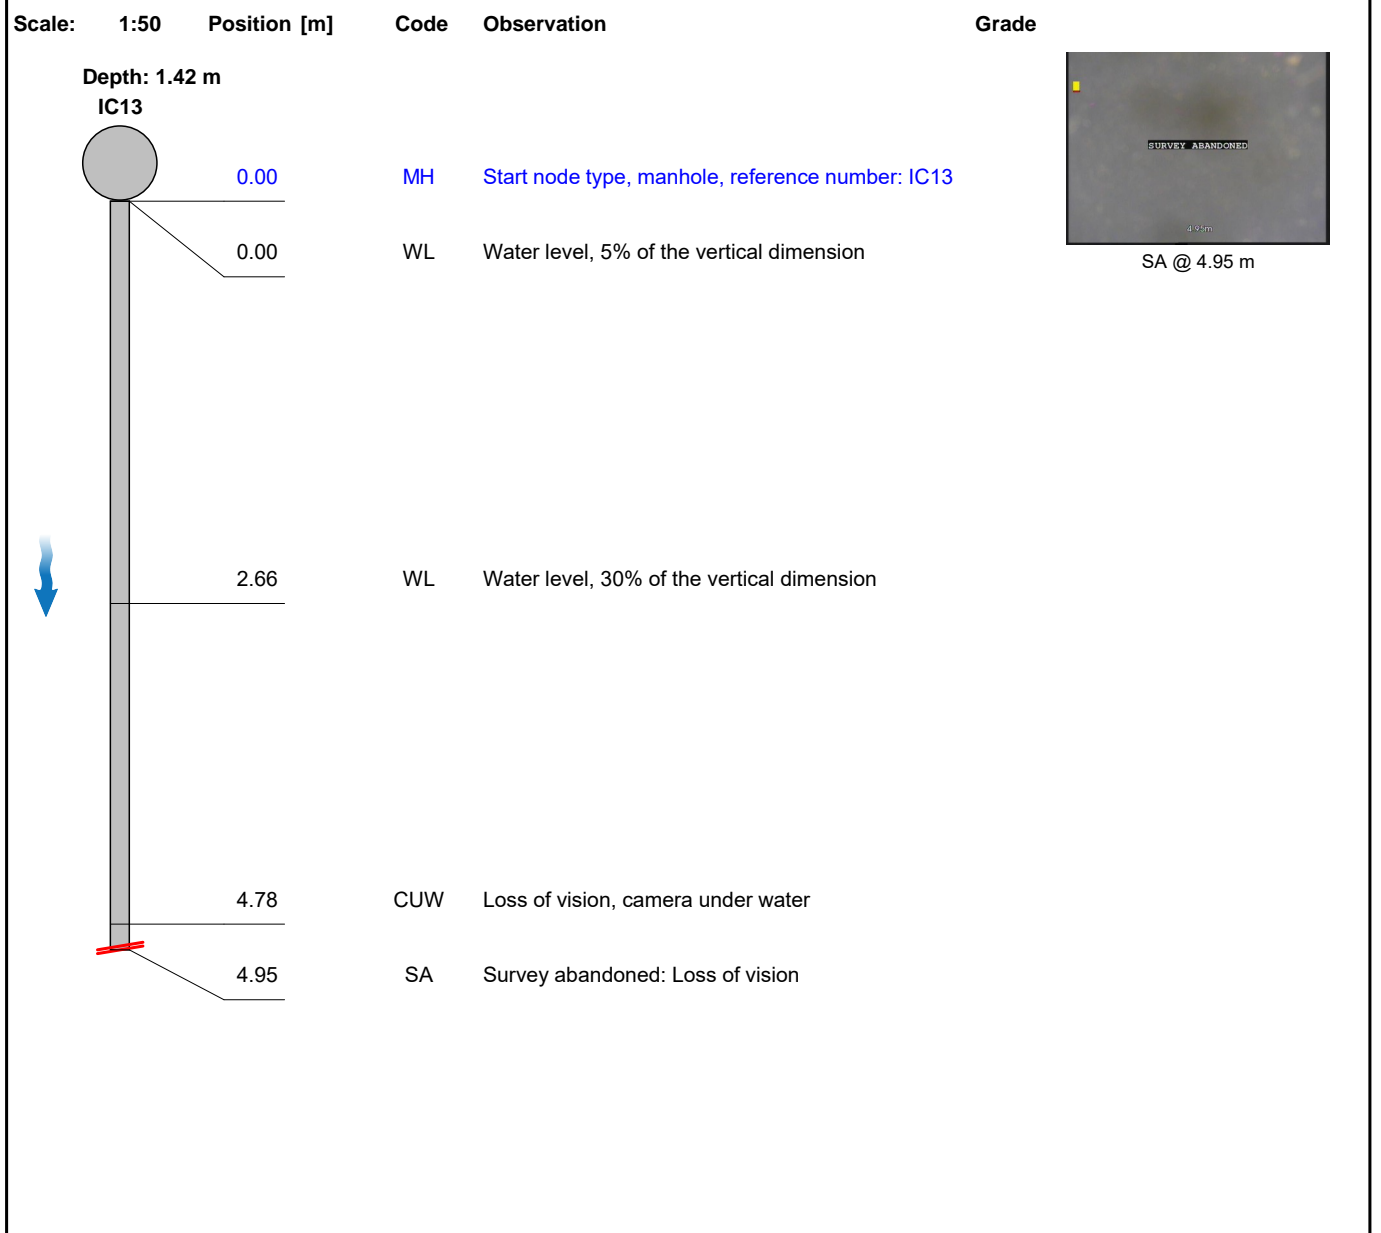 Scale: 1:50 Position [m] Code Observation Grade
Depth: 1.42 m
IC13
0.00 MH Start node type, manhole, reference number: IC13
SURVEY ABANDONED
4.95m
0.00 WL Water level, 5% of the vertical dimension
SA @ 4.95 m
2.66 WL Water level, 30% of the vertical dimension
4.78 CUW Loss of vision, camera under water
4.95 SA Survey abandoned: Loss of vision